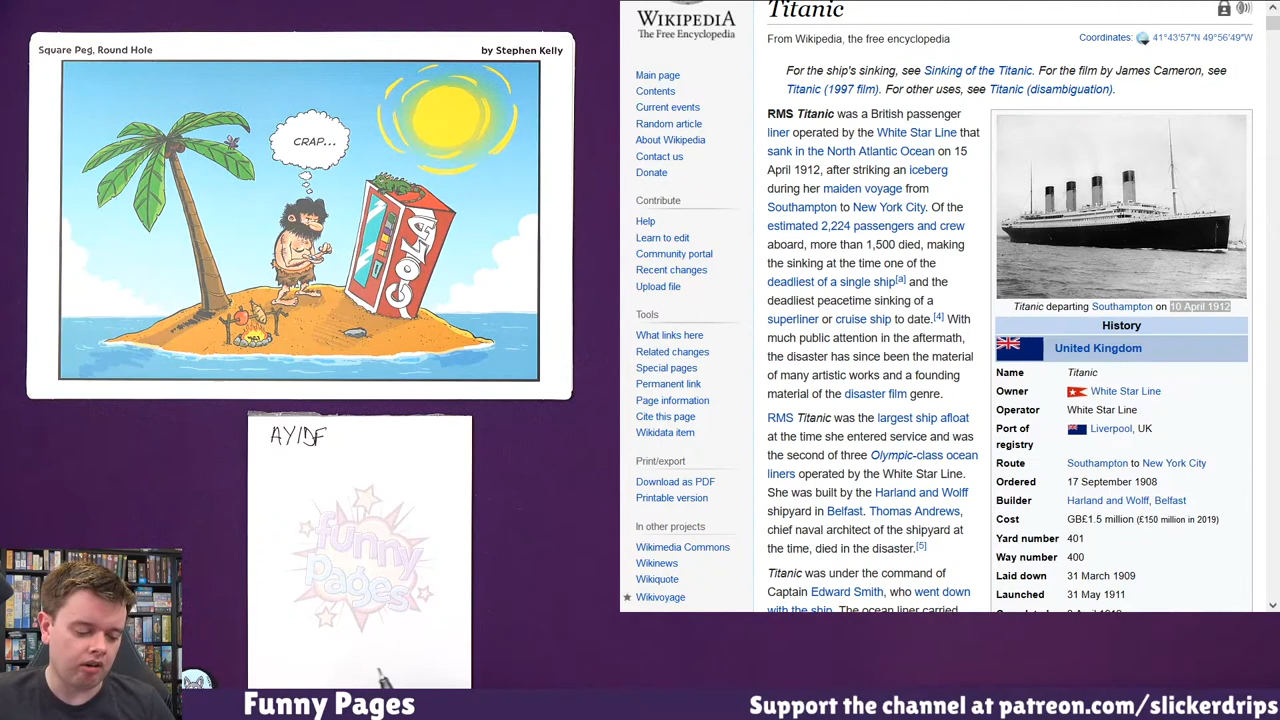 Square Peg, Round Hole
by Stephen Kelly
CRAP...
COLA
AY/DF
funny
pages
WIKIPEDIA
The Free Encyclopedia
Main page
Contents
Current events
Random article
About Wikipedia
Contact us
Donate
Contribute
Help
Learn to edit
Community portal
Recent changes
Upload file
Tools
What links here
Related changes
Special pages
Permanent link
Page information
Cite this page
Wikidata item
Print/export
Download as PDF
Printable version
In other projects
Wikimedia Commons
Wikinews
Wikiquote
Wikivoyage
Titanic
From Wikipedia, the free encyclopedia
Coordinates: 41°43′57″N 49°56′49″W
For the ship's sinking, see Sinking of the Titanic. For the film by James Cameron, see
Titanic (1997 film). For other uses, see Titanic (disambiguation).
RMS Titanic was a British passenger
liner operated by the White Star Line that
sank in the North Atlantic Ocean on 15
April 1912, after striking an iceberg
during her maiden voyage from
Southampton to New York City. Of the
estimated 2,224 passengers and crew
aboard, more than 1,500 died, making
the sinking at the time one of the
deadliest of a single ship[a] and the
deadliest peacetime sinking of a
superliner or cruise ship to date.[4] With
much public attention in the aftermath,
the disaster has since been the material
of many artistic works and a founding
material of the disaster film genre.
RMS Titanic was the largest ship afloat
at the time she entered service and was
the second of three Olympic-class ocean
liners operated by the White Star Line.
She was built by the Harland and Wolff
shipyard in Belfast. Thomas Andrews,
chief naval architect of the shipyard at
the time, died in the disaster.[5]
Titanic was under the command of
Captain Edward Smith, who went down
with the ship. The ocean liner carried
Titanic departing Southampton on 10 April 1912
History
United Kingdom
Name Titanic
Owner White Star Line
Operator White Star Line
Port of registry Liverpool, UK
Route Southampton to New York City
Ordered 17 September 1908
Builder Harland and Wolff, Belfast
Cost GB£1.5 million (£150 million in 2019)
Yard number 401
Way number 400
Laid down 31 March 1909
Launched 31 May 1911
Funny Pages
Support the channel at patreon.com/slickerdrips